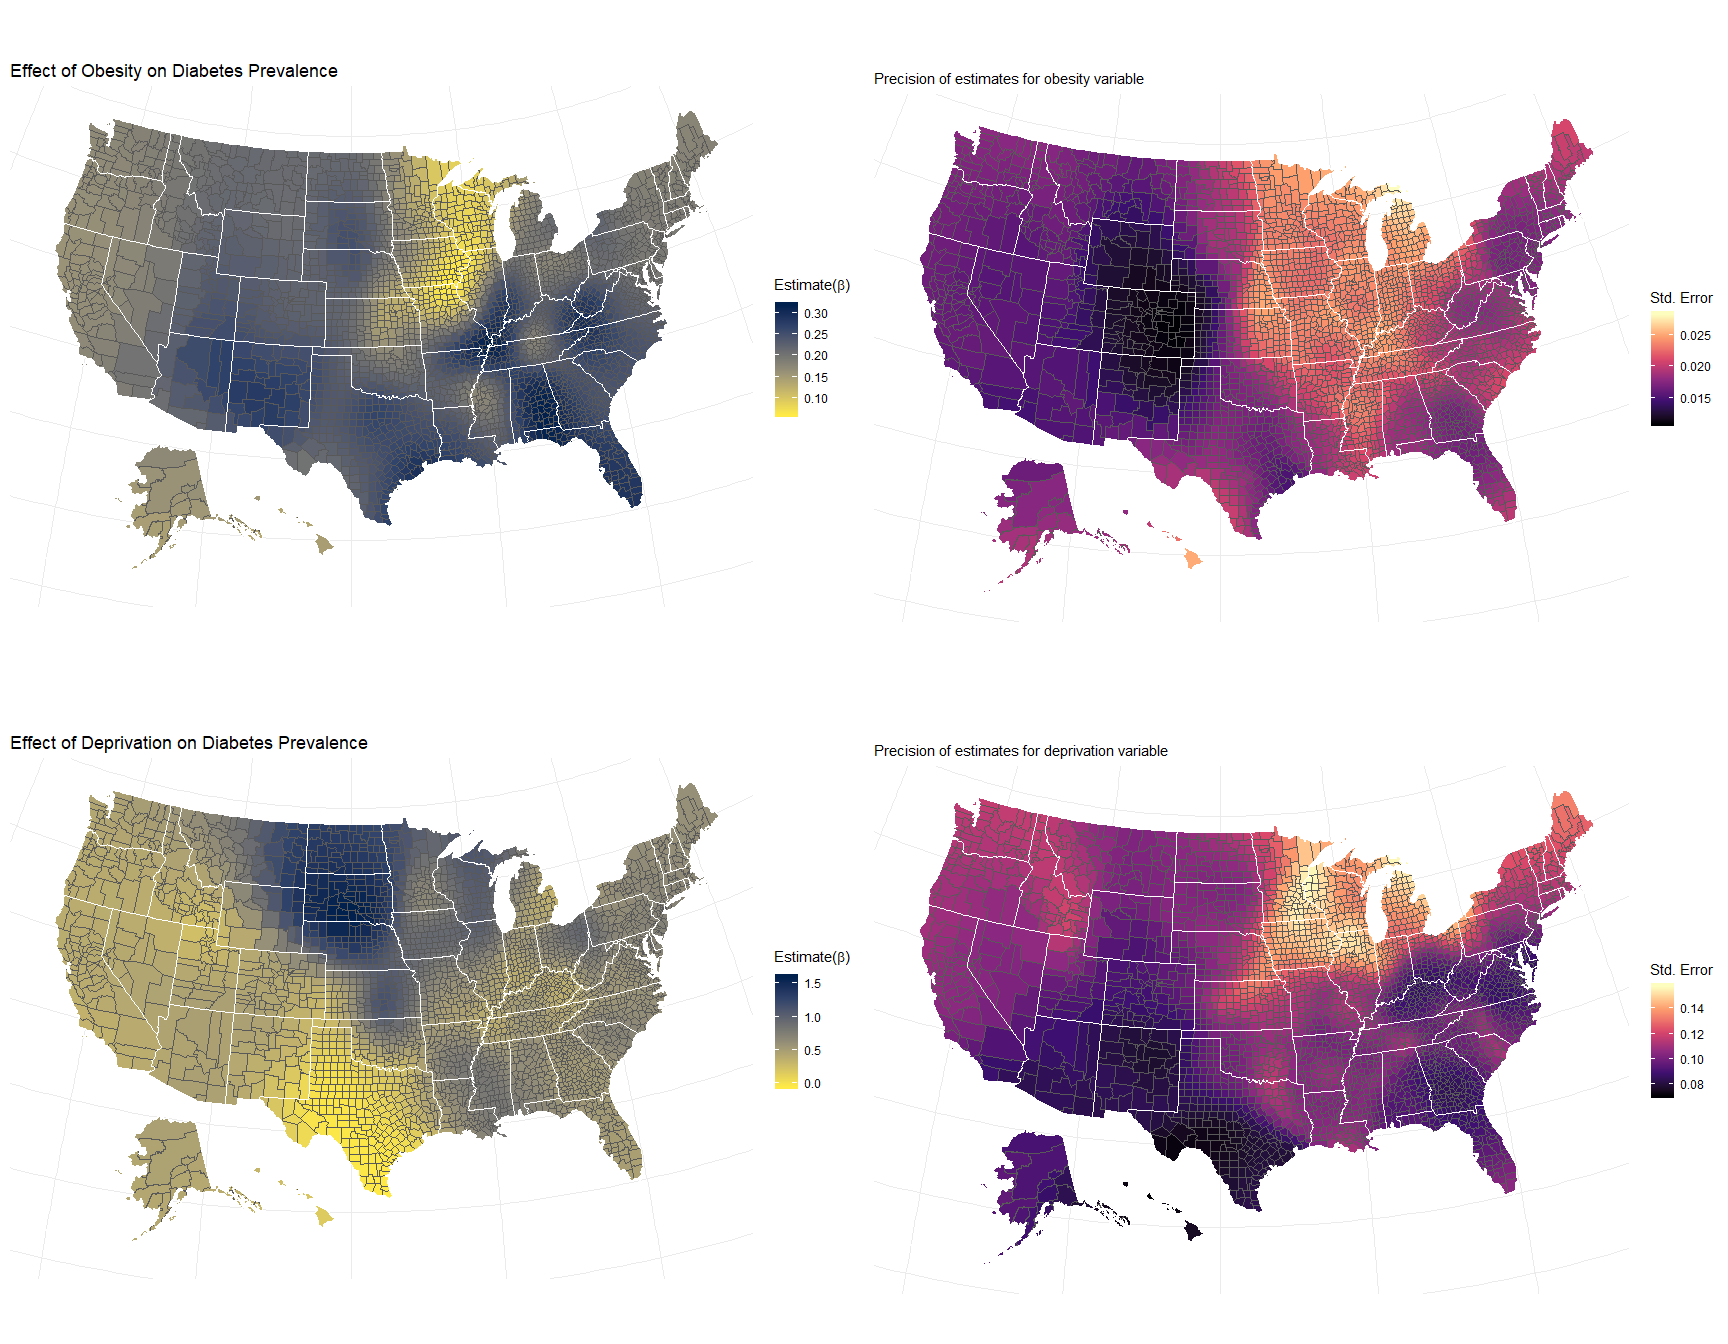 Effect of Obesity on Diabetes Prevalence
Estimate(β)
0.30
0.25
0.20
0.15
0.10
Precision of estimates for obesity variable
Std. Error
0.025
0.020
0.015
Effect of Deprivation on Diabetes Prevalence
Estimate(β)
1.5
1.0
0.5
0.0
Precision of estimates for deprivation variable
Std. Error
0.14
0.12
0.10
0.08